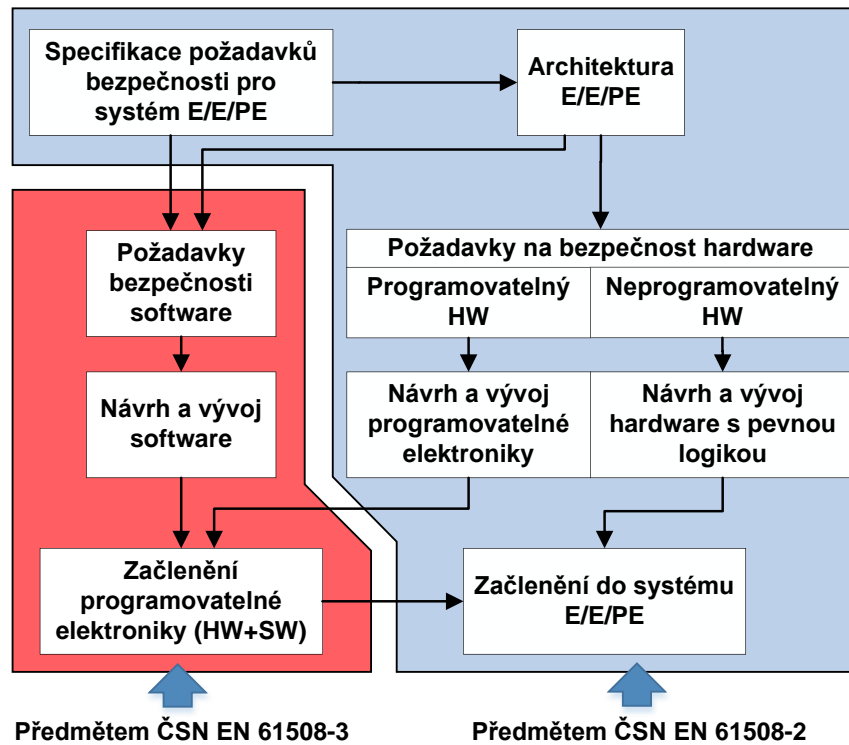 Specifikace požadavků
bezpečnosti pro
systém E/E/PE
Architektura
E/E/PE
Požadavky
bezpečnosti
software
Požadavky na bezpečnost hardware
Programovatelný
HW
Neprogramovatelný
HW
Návrh a vývoj
software
Návrh a vývoj
programovatelné
elektroniky
Návrh a vývoj
hardware s pevnou
logikou
Začlenění
programovatelné
elektroniky (HW+SW)
Začlenění do systému
E/E/PE
Předmětem ČSN EN 61508-3
Předmětem ČSN EN 61508-2